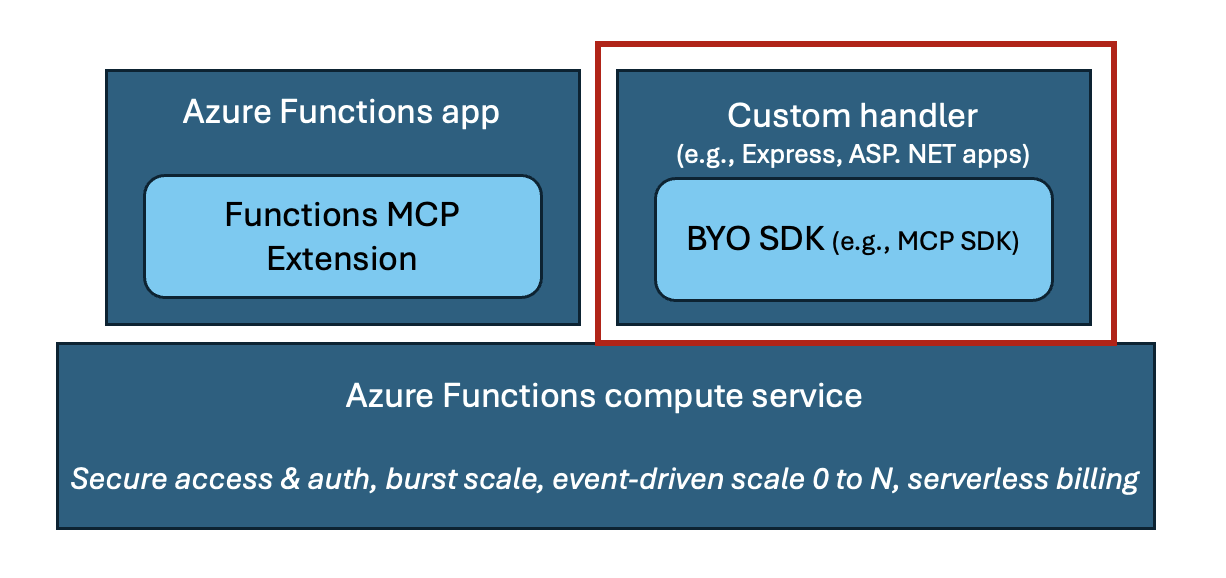 Azure Functions app
Functions MCP
Extension
Custom handler
(e.g., Express, ASP. NET apps)
BYO SDK (e.g., MCP SDK)
Azure Functions compute service
Secure access & auth, burst scale, event-driven scale 0 to N, serverless billing